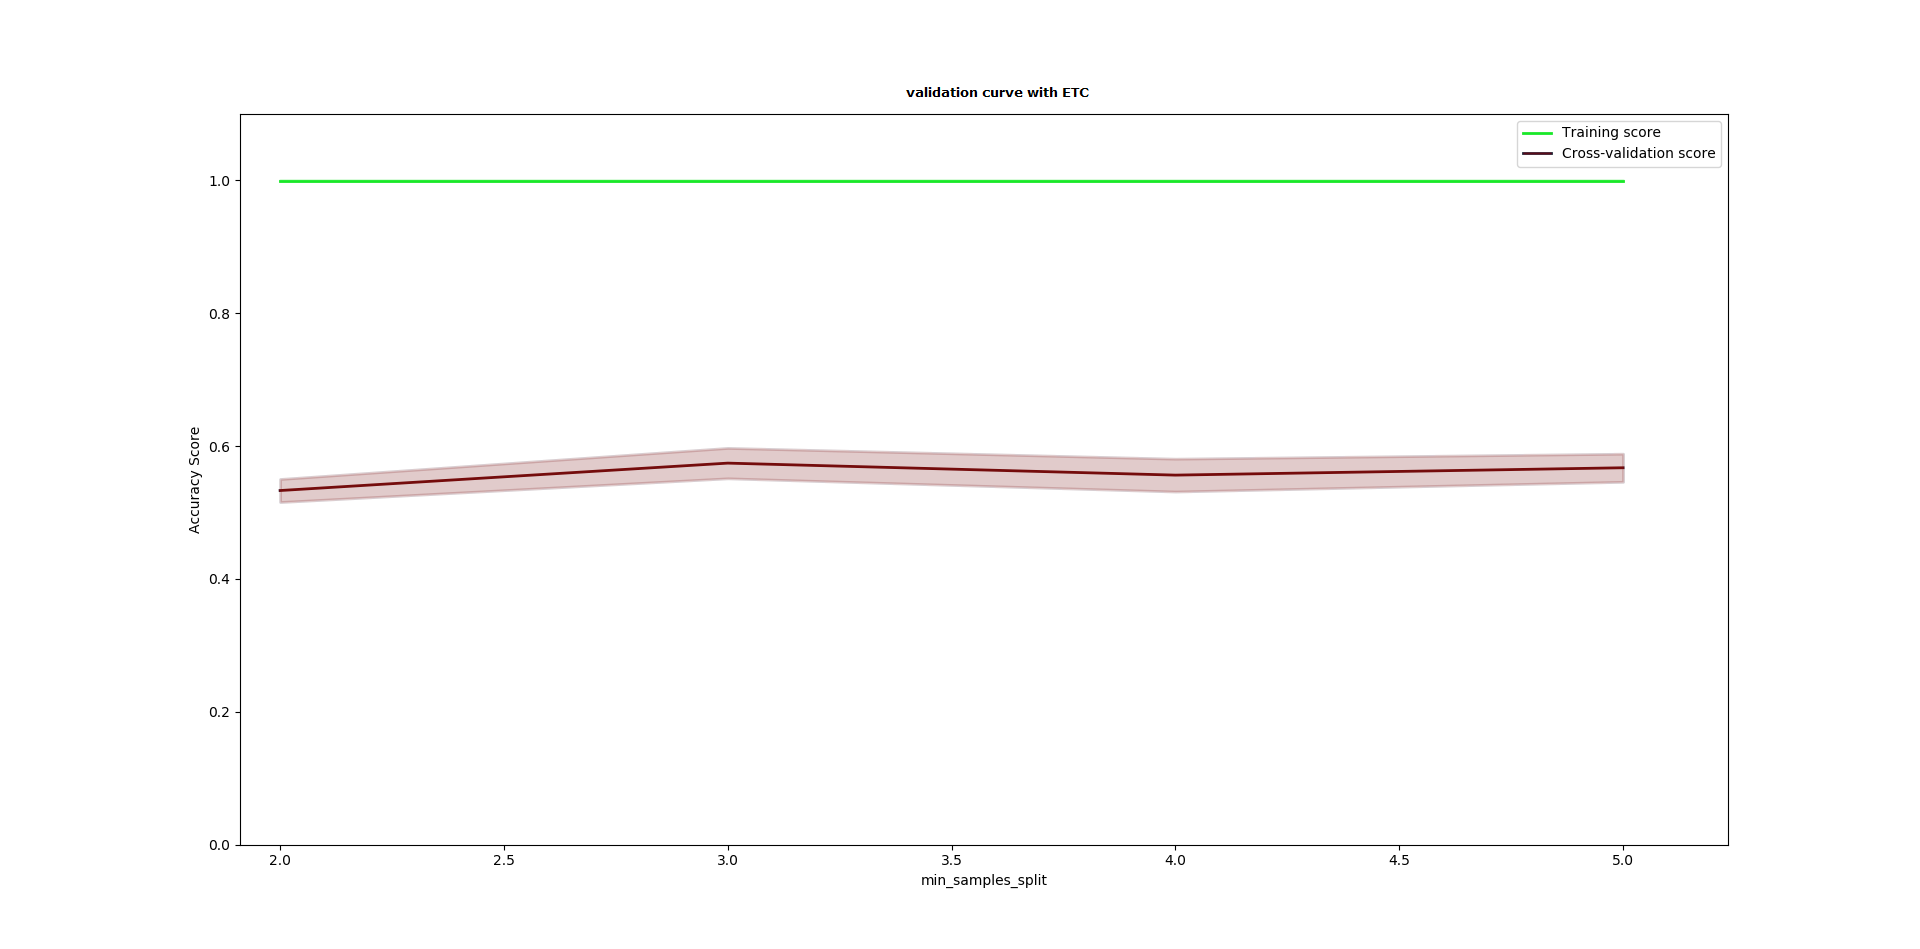 validation curve with ETC
Training score
Cross-validation score
1.0
0.8
0.6
0.4
0.2
0.0
Accuracy Score
2.0 2.5 3.0 3.5 4.0 4.5 5.0
min_samples_split